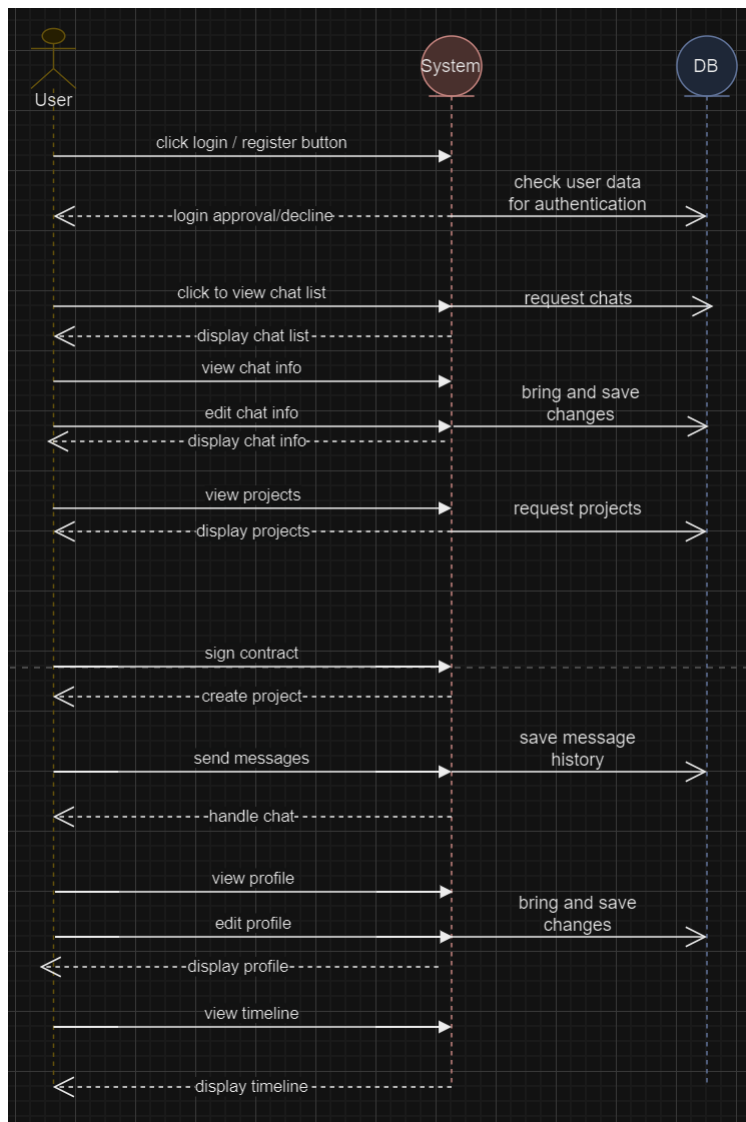 System
DB
User
click login / register button
check user data
for authentication
login approval/decline
click to view chat list
request chats
display chat list
view chat info
bring and save
changes
edit chat info
display chat info
view projects
request projects
display projects
sign contract
create project
save message
history
send messages
handle chat
view profile
bring and save
changes
edit profile
display profile
view timeline
display timeline